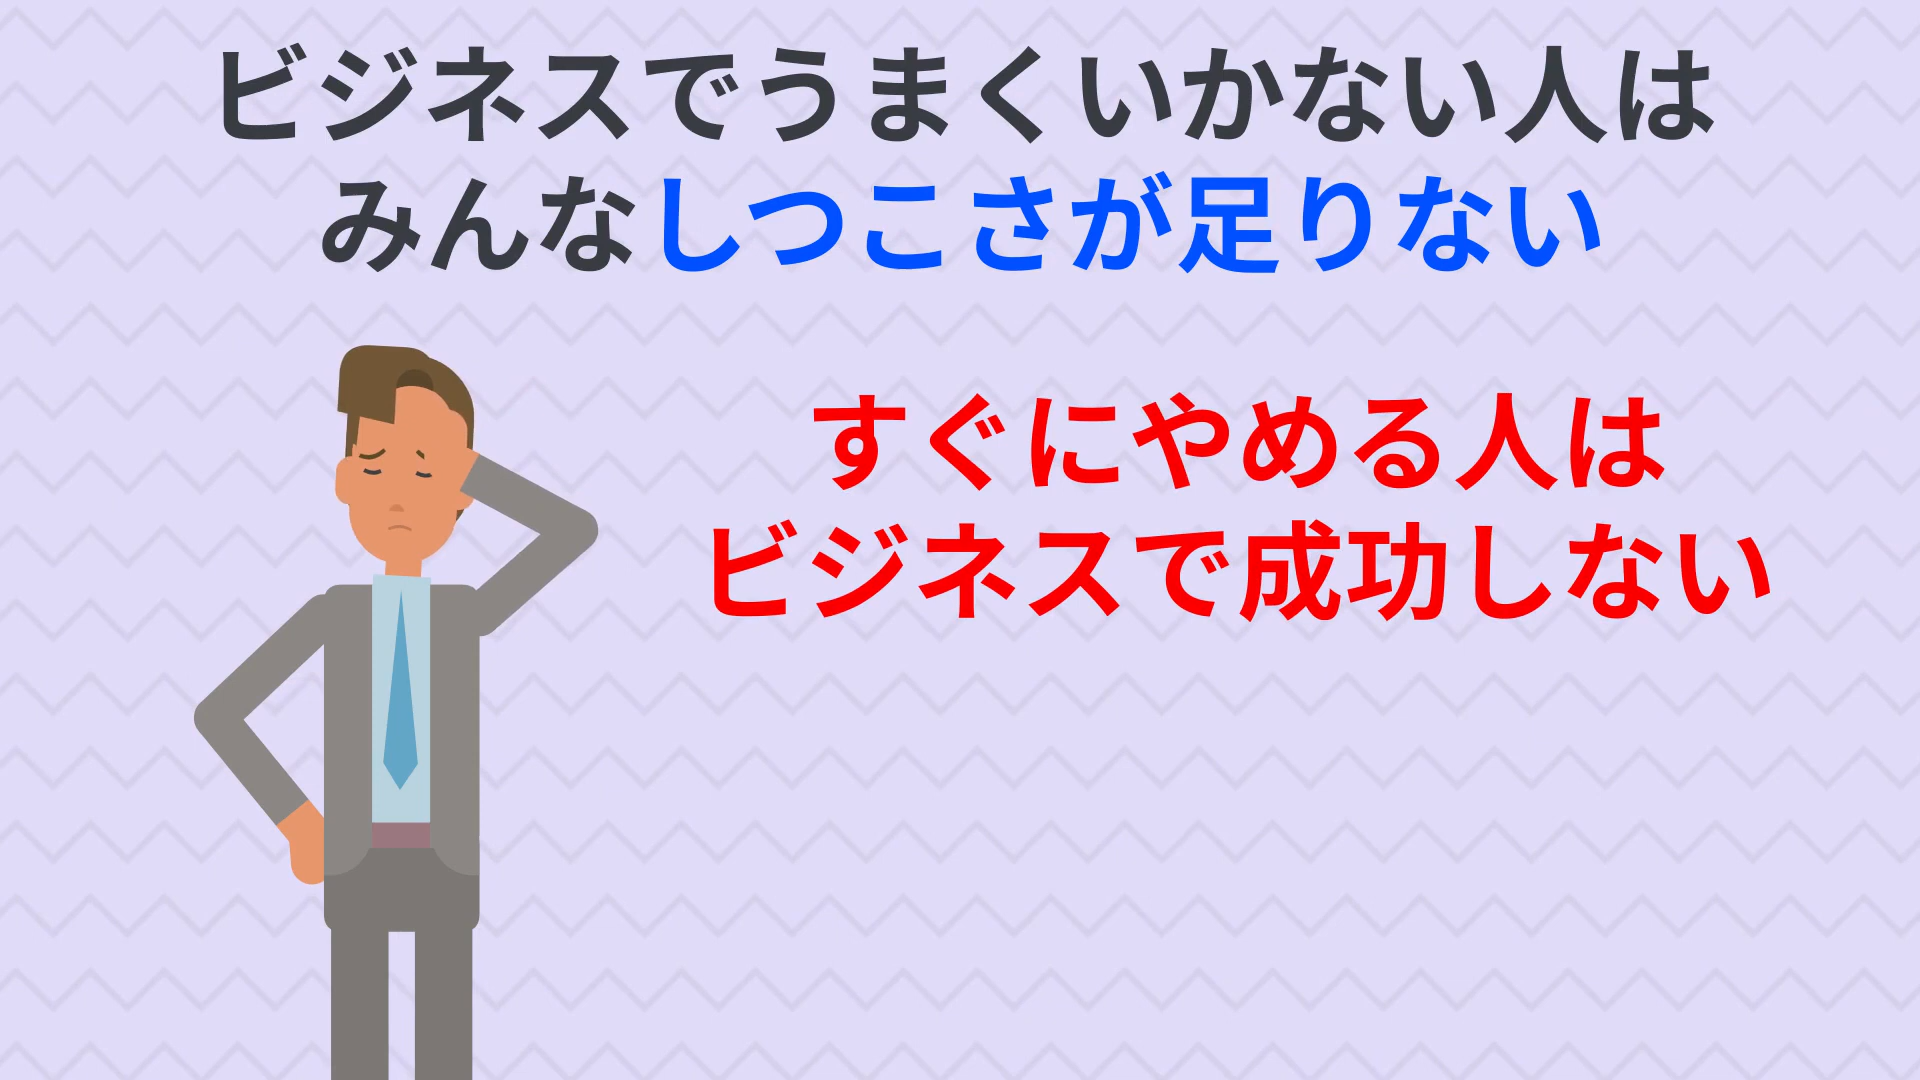 ビジネスでうまくいかない人は
みんなしつこさが足りない
すぐにやめる人は
ビジネスで成功しない